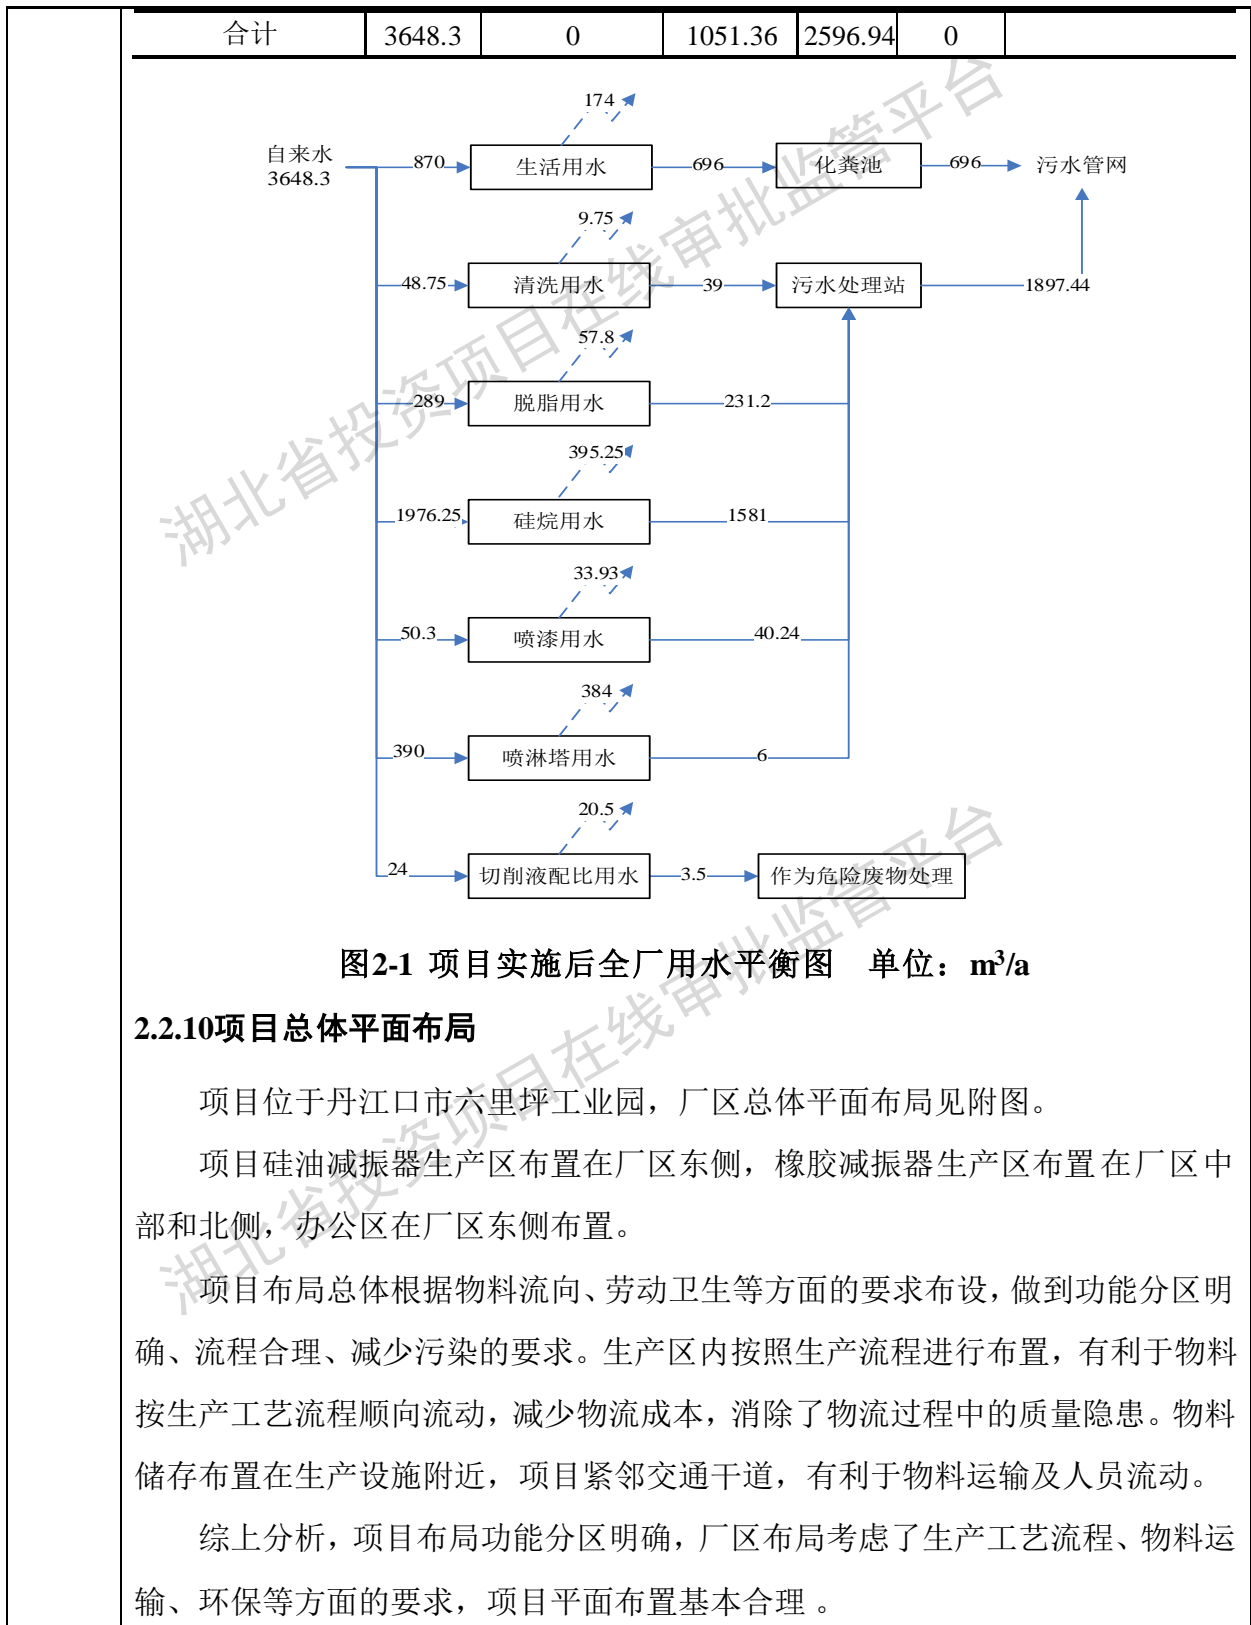 合计 3648.3 0 1051.36 2596.94 0
174
自来水 870 生活用水 696 化粪池 696 污水管网
3648.3
9.75
48.75 清洗用水 39 污水处理站 1897.44
57.8
289 脱脂用水 231.2
395.25
1976.25 硅烷用水 1581
33.93
50.3 喷漆用水 40.24
384
390 喷淋塔用水 6
20.5
24 切削液配比用水 3.5 作为危险废物处理
图2-1 项目实施后全厂用水平衡图 单位：m³/a
2.2.10项目总体平面布局
项目位于丹江口市六里坪工业园，厂区总体平面布局见附图。
项目硅油减振器生产区布置在厂区东侧，橡胶减振器生产区布置在厂区中
部和北侧，办公区在厂区东侧布置。
项目布局总体根据物料流向、劳动卫生等方面的要求布设，做到功能分区明
确、流程合理、减少污染的要求。生产区内按照生产流程进行布置，有利于物料
按生产工艺流程顺向流动，减少物流成本，消除了物流过程中的质量隐患。物料
储存布置在生产设施附近，项目紧邻交通干道，有利于物料运输及人员流动。
综上分析，项目布局功能分区明确，厂区布局考虑了生产工艺流程、物料运
输、环保等方面的要求，项目平面布置基本合理 。
湖北省投资项目在线审批监管平台
湖北省投资项目在线审批监管平台